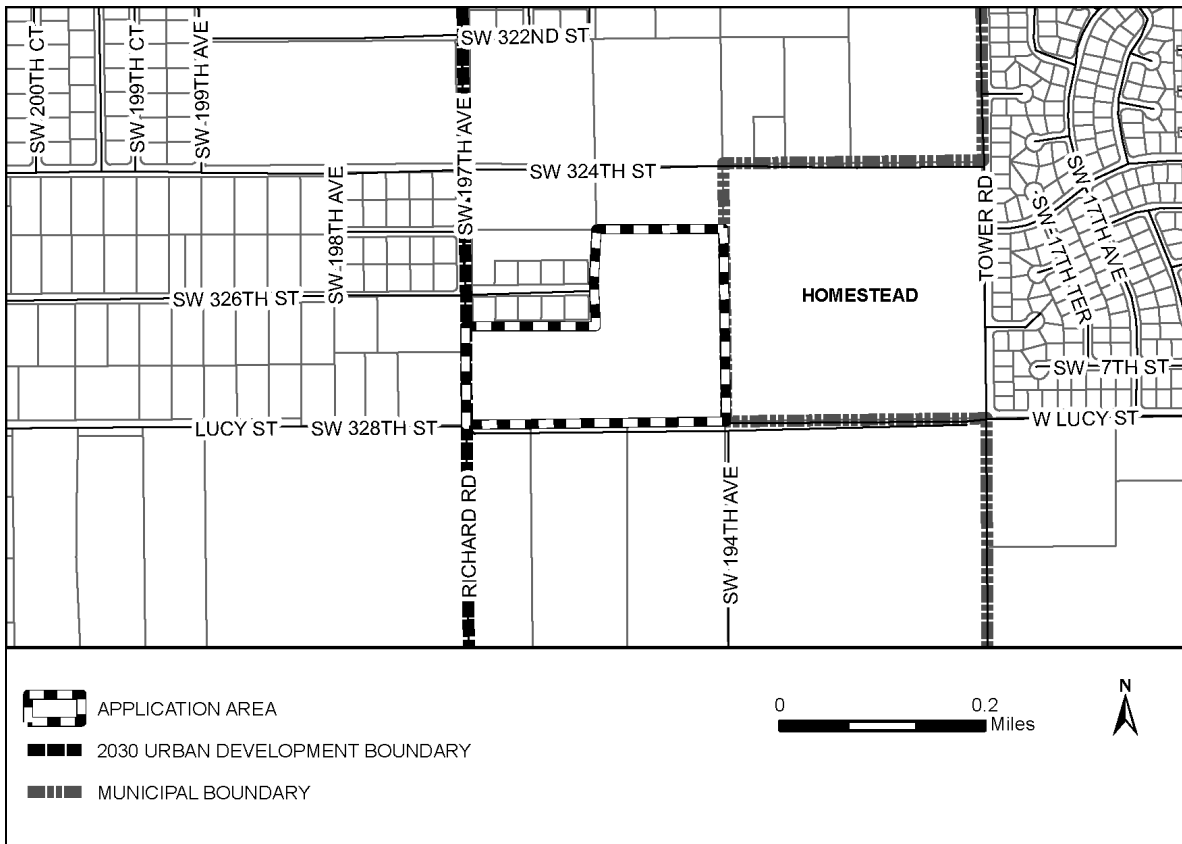 SW 322ND ST
SW 200TH CT
SW 199TH CT
SW 199TH AVE
SW 197TH AVE
SW 324TH ST
SW 198TH AVE
TOWER RD
SW 17TH AVE
SW 17TH TER
SW 326TH ST
HOMESTEAD
SW 7TH ST
LUCY ST SW 328TH ST
W LUCY ST
RICHARD RD
SW 194TH AVE
APPLICATION AREA
2030 URBAN DEVELOPMENT BOUNDARY
MUNICIPAL BOUNDARY
0 0.2
Miles
N